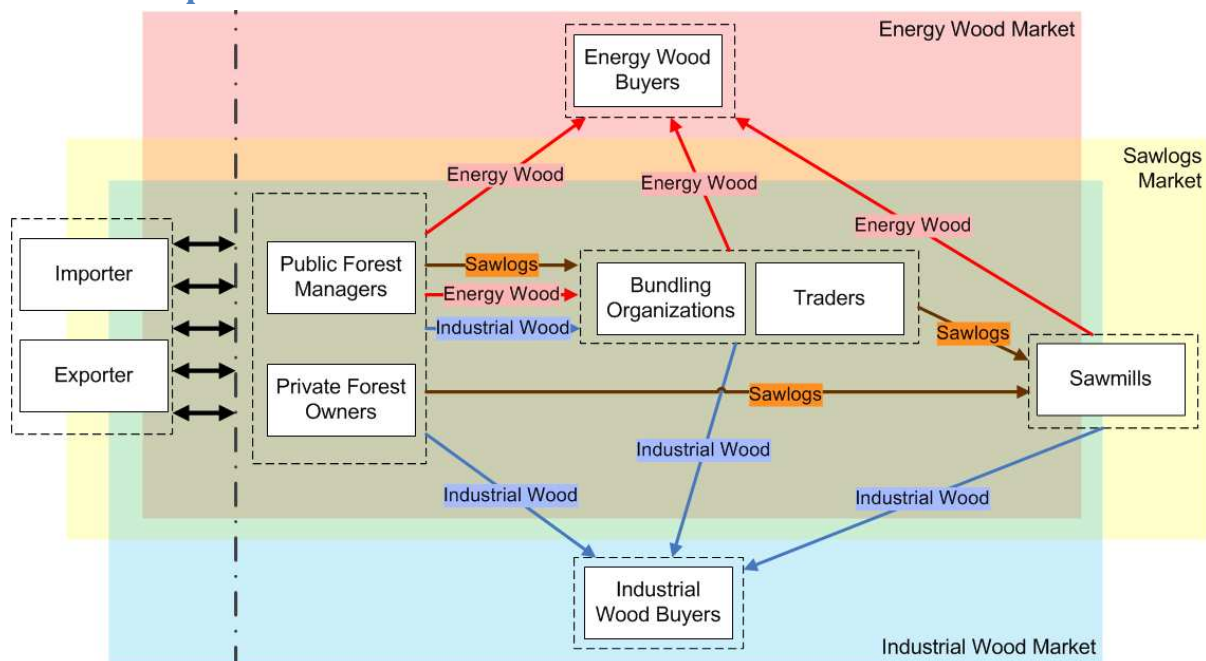 Energy Wood Market
Energy Wood
Buyers
Sawlogs
Market
Energy Wood
Energy Wood
Energy Wood
Importer
Exporter
Public Forest
Managers
Private Forest
Owners
Sawlogs
Energy Wood
Industrial Wood
Bundling
Organizations
Traders
Sawlogs
Sawmills
Sawlogs
Industrial Wood
Industrial Wood
Industrial Wood
Industrial
Wood Buyers
Industrial Wood Market